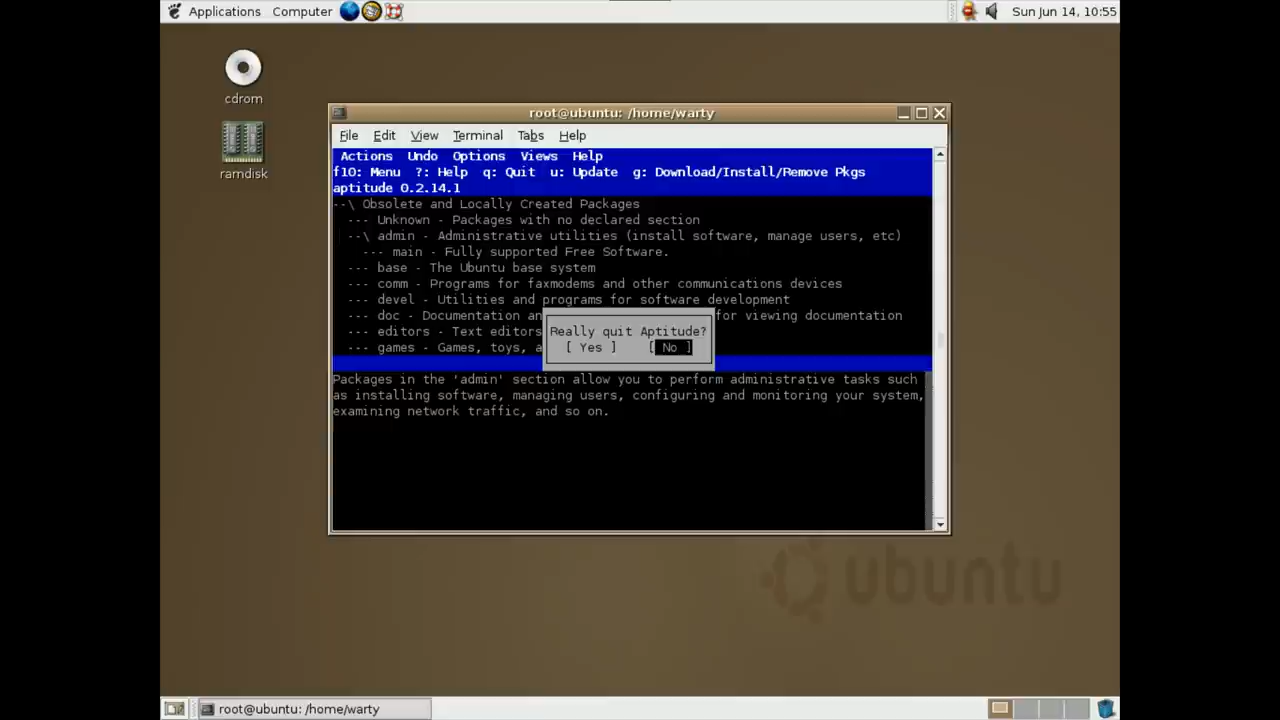 Applications Computer Sun Jun 14, 10:55
cdrom
ramdisk
root@ubuntu: /home/warty
File Edit View Terminal Tabs Help
Actions Undo Options Views Help
f10: Menu ?: Help q: Quit u: Update g: Download/Install/Remove Pkgs
aptitude 0.2.14.1
--\ Obsolete and Locally Created Packages
--- Unknown - Packages with no declared section
--\ admin - Administrative utilities (install software, manage users, etc)
--- main - Fully supported Free Software.
--- base - The Ubuntu base system
--- comm - Programs for faxmodems and other communications devices
--- devel - Utilities and programs for software development
--- doc - Documentation an for viewing documentation
--- editors - Text editors
--- games - Games, toys, a
Really quit Aptitude?
[ Yes ] [ No ]
Packages in the 'admin' section allow you to perform administrative tasks such
as installing software, managing users, configuring and monitoring your system,
examining network traffic, and so on.
ubuntu
root@ubuntu: /home/warty